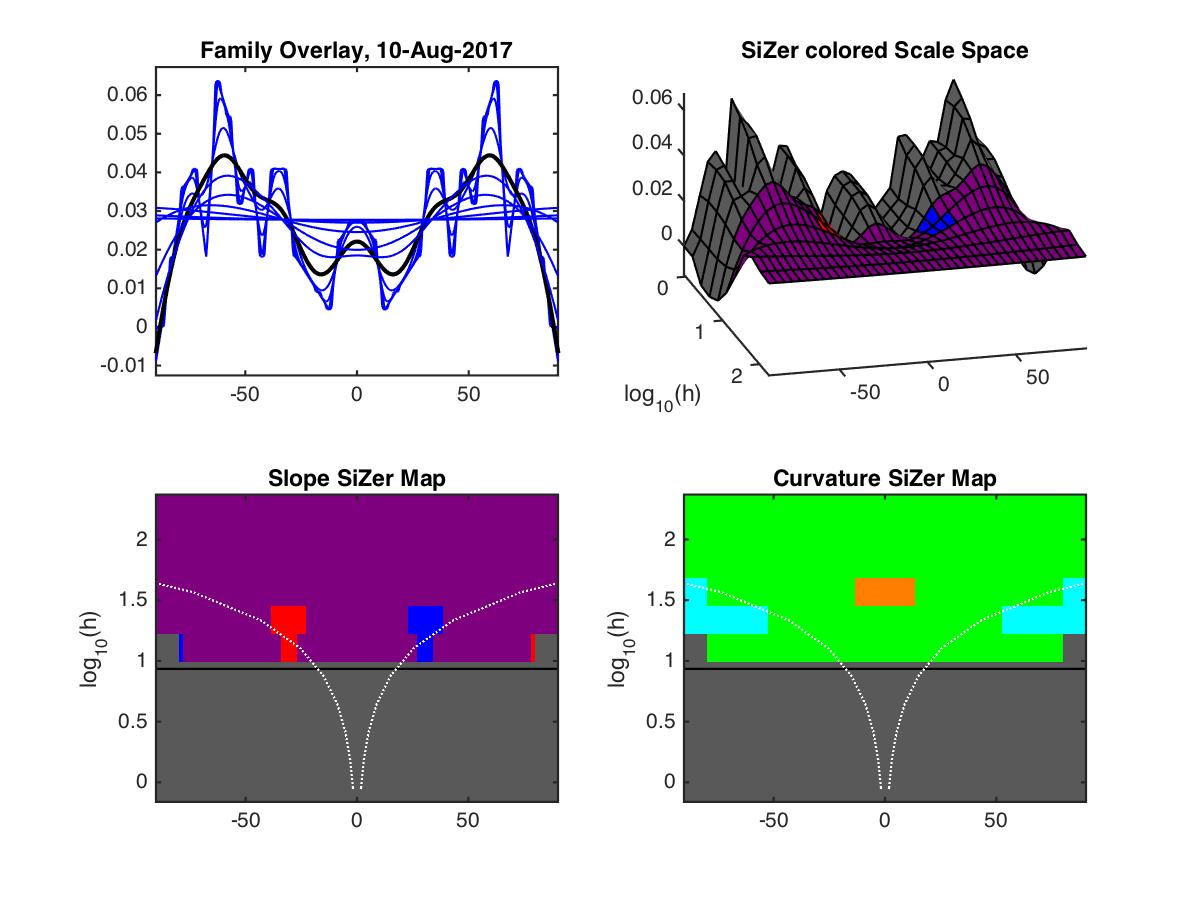 Family Overlay, 10-Aug-2017
0.06
0.05
0.04
0.03
0.02
0.01
0
-0.01
-50 0 50
SiZer colored Scale Space
0.06
0.04
0.02
0
0
1
2
log10(h)
-50
0
50
Slope SiZer Map
2
1.5
1
0.5
0
log10(h)
-50 0 50
Curvature SiZer Map
2
1.5
1
0.5
0
log10(h)
-50 0 50